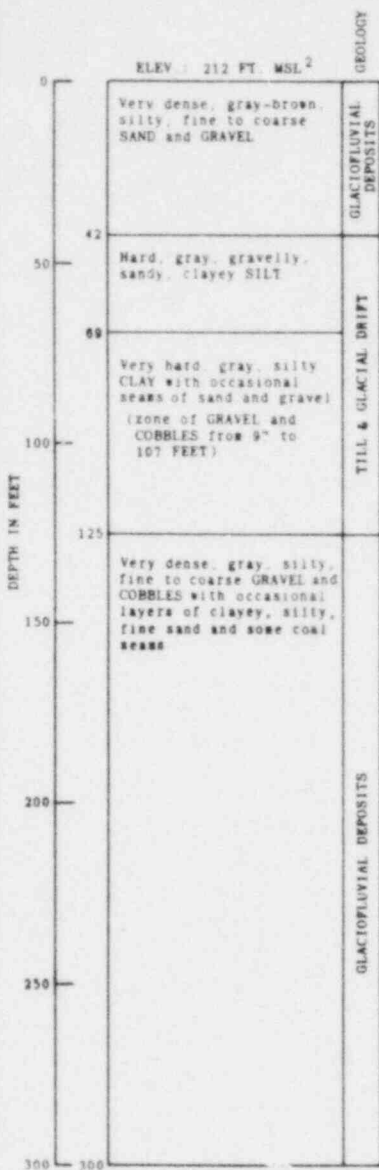 ELEV.: 212 FT. MSL2
GEOLOGY
0
Very dense, gray-brown,
silty, fine to coarse
SAND and GRAVEL
GLACIOFLUVIAL
DEPOSITS
42
50
Hard, gray, gravelly,
sandy, clayey SILT
69
Very hard, gray, silty
CLAY with occasional
seams of sand and gravel
(zone of GRAVEL and
COBBLES from to
107 FEET)
TILL & GLACIAL DRIFT
100
DEPTH IN FEET
125
Very dense, gray, silty,
fine to coarse GRAVEL and
COBBLES with occasional
layers of clayey, silty,
fine sand and some coal
seams
150
200
GLACIOFLUVIAL DEPOSITS
250
300
300